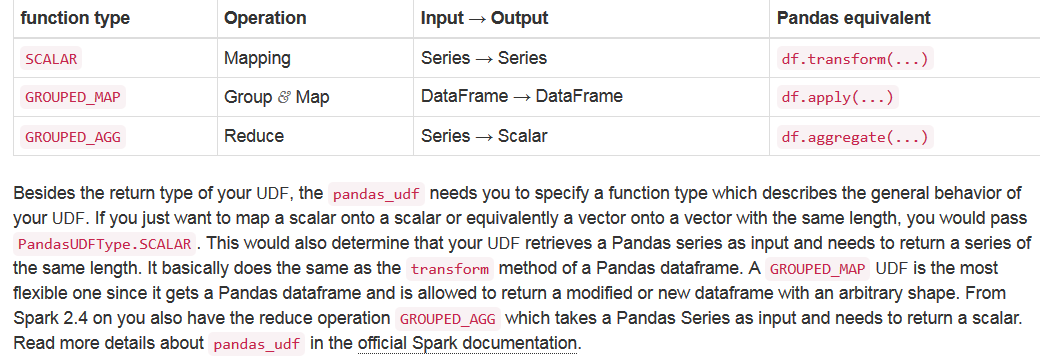 function type Operation Input → Output Pandas equivalent
SCALAR Mapping Series → Series df.transform(...)
GROUPED_MAP Group & Map DataFrame → DataFrame df.apply(...)
GROUPED_AGG Reduce Series → Scalar df.aggregate(...)
Besides the return type of your UDF, the pandas_udf needs you to specify a function type which describes the general behavior of
your UDF. If you just want to map a scalar onto a scalar or equivalently a vector onto a vector with the same length, you would pass
PandasUDFType.SCALAR . This would also determine that your UDF retrieves a Pandas series as input and needs to return a series of
the same length. It basically does the same as the transform method of a Pandas dataframe. A GROUPED_MAP UDF is the most
flexible one since it gets a Pandas dataframe and is allowed to return a modified or new dataframe with an arbitrary shape. From
Spark 2.4 on you also have the reduce operation GROUPED_AGG which takes a Pandas Series as input and needs to return a scalar.
Read more details about pandas_udf in the official Spark documentation.